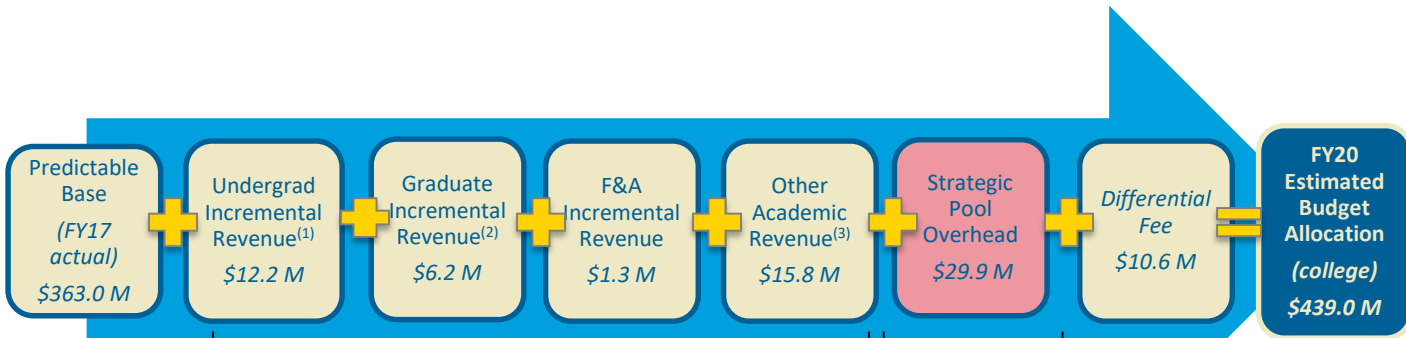 Predictable
Base
(FY17
actual)
$363.0 M
Undergrad
Incremental
Revenue(1)
$12.2 M
Graduate
Incremental
Revenue(2)
$6.2 M
F&A
Incremental
Revenue
$1.3 M
Other
Academic
Revenue(3)
$15.8 M
Strategic
Pool
Overhead
$29.9 M
Differential
Fee
$10.6 M
FY20
Estimated
Budget
Allocation
(college)
$439.0 M